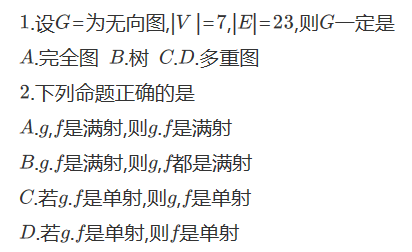 1.设G=为无向图,|V |=7,|E|=23,则G一定是
A.完全图 B.树 C.D.多重图
2.下列命题正确的是
A.g,f是满射,则g.f是满射
B.g.f是满射,则g,f都是满射
C.若g.f是单射,则g,f是单射
D.若g.f是单射,则f是单射